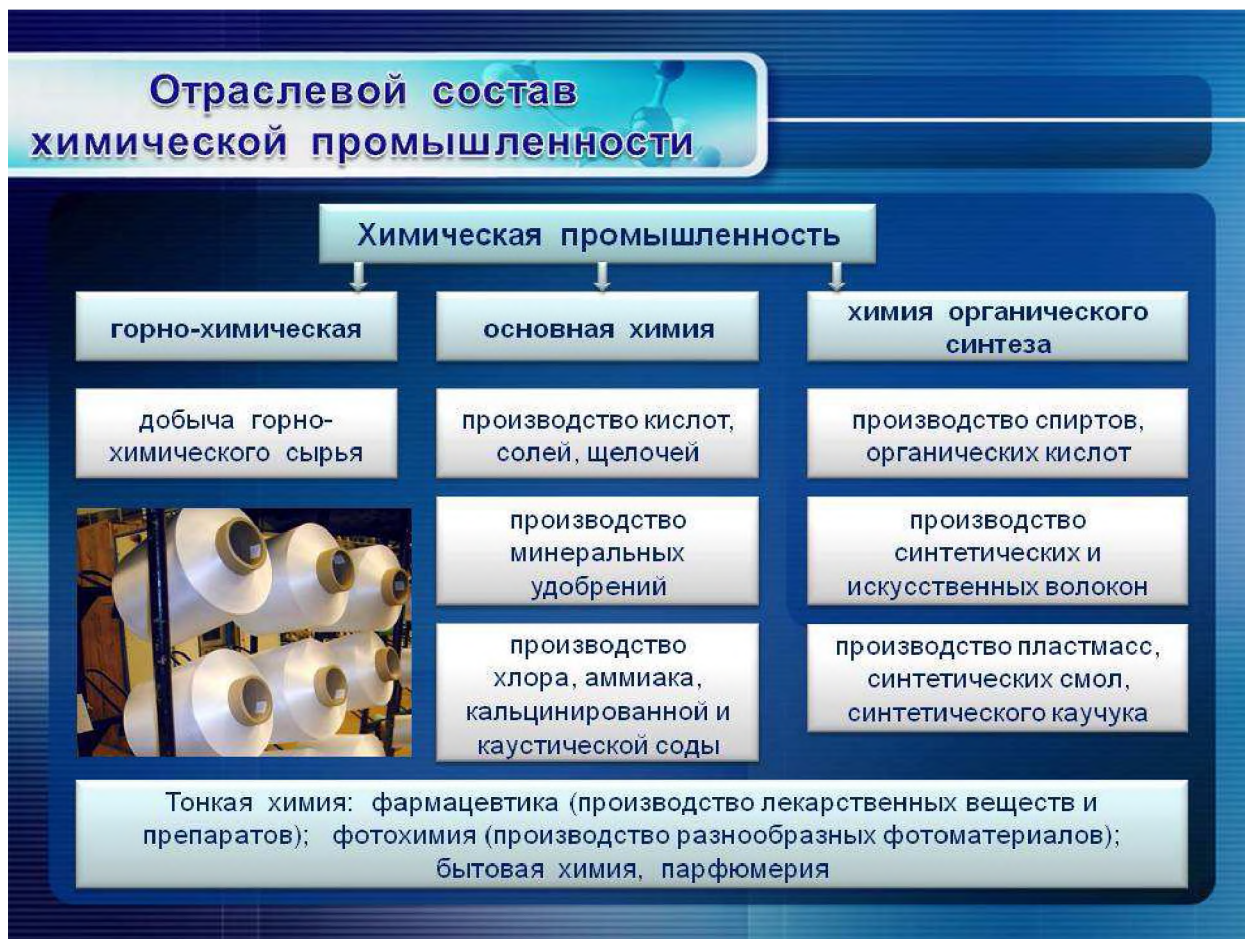 Отраслевой состав
химической промышленности
Химическая промышленность
горно-химическая
основная химия
химия органического
синтеза
добыча горно-
химического сырья
производство кислот,
солей, щелочей
производство спиртов,
органических кислот
производство
минеральных
удобрений
производство
синтетических и
искусственных волокон
производство
хлора, аммиака,
кальцинированной и
каустической соды
производство пластмасс,
синтетических смол,
синтетического каучука
Тонкая химия: фармацевтика (производство лекарственных веществ и
препаратов); фотохимия (производство разнообразных фотоматериалов);
бытовая химия, парфюмерия